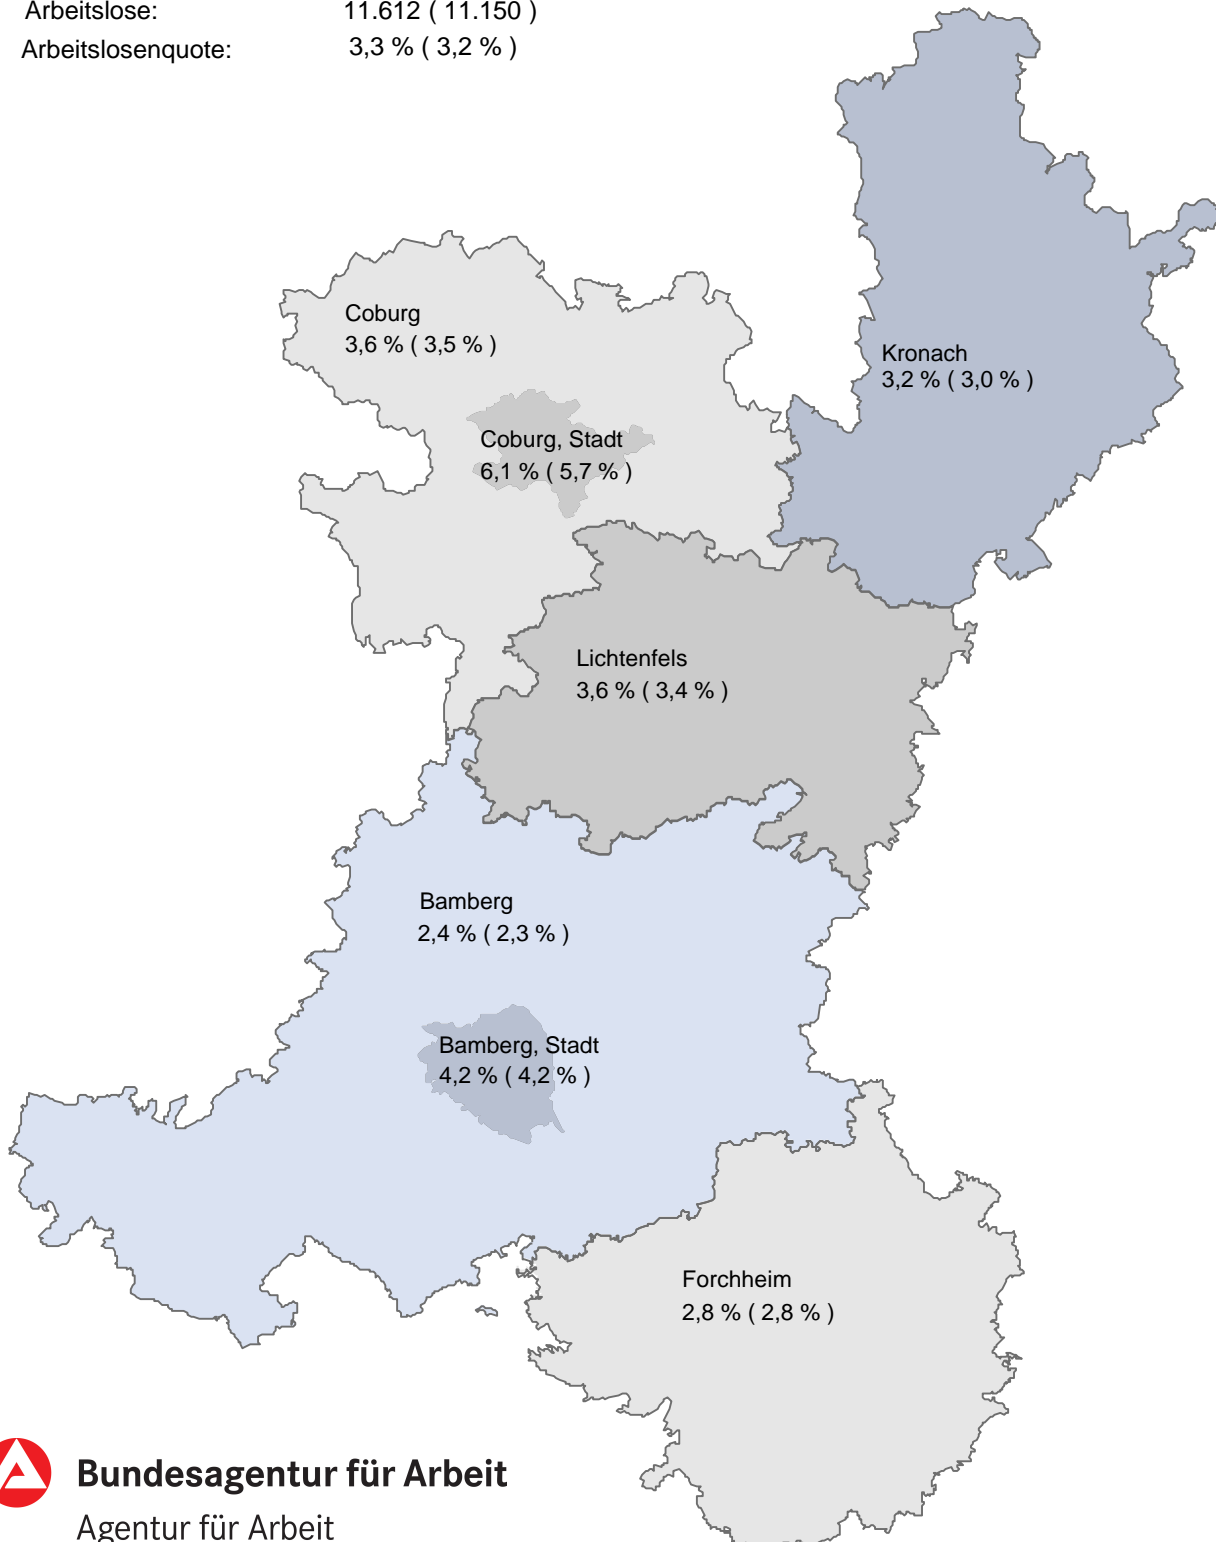 Arbeitslose: 11.612 ( 11.150 )
Arbeitslosenquote: 3,3 % ( 3,2 % )
Coburg
3,6 % ( 3,5 % )
Kronach
3,2 % ( 3,0 % )
Coburg, Stadt
6,1 % ( 5,7 % )
Lichtenfels
3,6 % ( 3,4 % )
Bamberg
2,4 % ( 2,3 % )
Bamberg, Stadt
4,2 % ( 4,2 % )
Forchheim
2,8 % ( 2,8 % )
Bundesagentur für Arbeit
Agentur für Arbeit